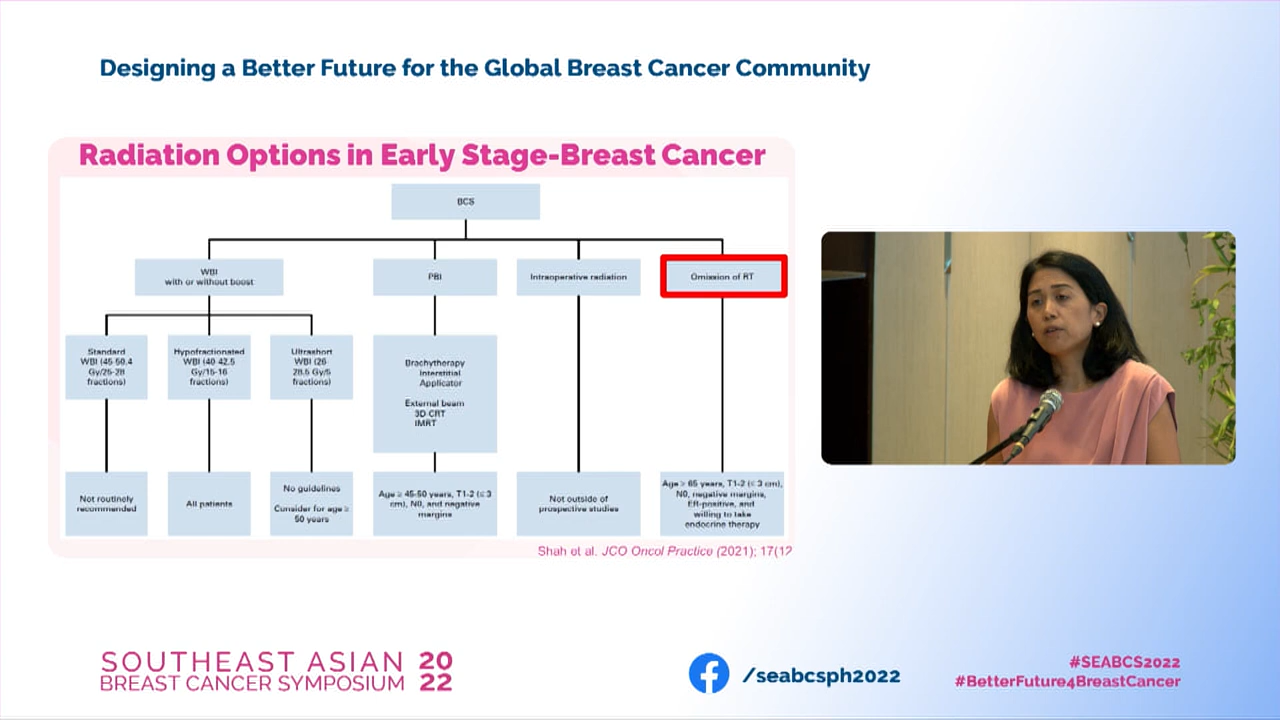 Designing a Better Future for the Global Breast Cancer Community
Radiation Options in Early Stage-Breast Cancer
BCS
WBI
with or without boost
PBI
Intraoperative radiation
Omission of RT
Standard
WBI (45-50.4
Gy/25-28
fractions)
Hypofractionated
WBI (40-42.5
Gy/15-16
fractions)
Ultrashort
WBI (26-
28.5 Gy/5
fractions)
Brachytherapy
Interstitial
Applicator
External beam
3D CRT
IMRT
Not routinely
recommended
All patients
No guidelines
Consider for age ≥
50 years
Age ≥ 45-50 years, T1-2 (≤ 3
cm), N0, and negative
margins
Not outside of
prospective studies
Age ≥ 65 years, T1-2 (≤ 3 cm),
N0, negative margins,
ER-positive, and
willing to take
endocrine therapy
Shah et al. JCO Oncol Practice (2021); 17(12
SOUTHEAST ASIAN 20
BREAST CANCER SYMPOSIUM 22
/seabcsph2022
#SEABCS2022
#BetterFuture4BreastCancer